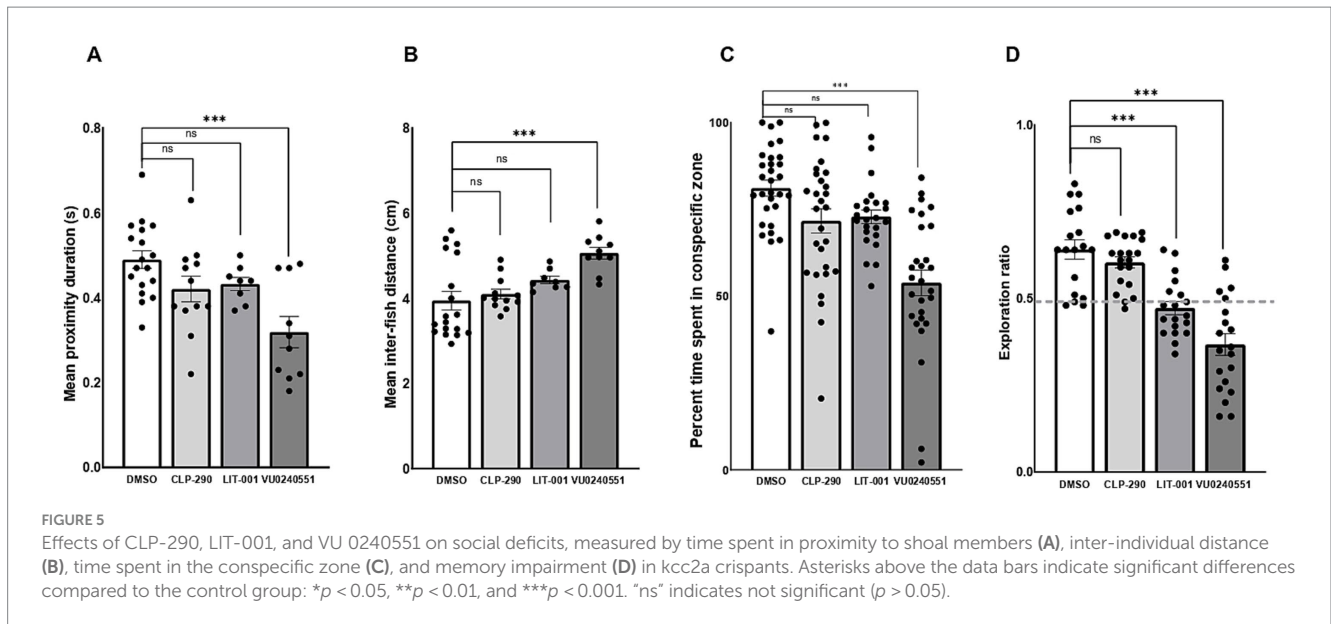 A
B
C
D
***
ns
ns
***
ns
ns
***
ns
ns
***
***
ns
Mean proximity duration (s)
0.8
0.6
0.4
0.2
0.0
DMSO CLP-290 LIT-001 VU0240551
Mean inter-fish distance (cm)
8
6
4
2
0
DMSO CLP-290 LIT-001 VU0240551
Percent time spent in conspecific zone
100
50
0
DMSO CLP-290 LIT-001 VU0240551
Exploration ratio
1.0
0.5
0.0
DMSO CLP-290 LIT-001 VU0240551
FIGURE 5
Effects of CLP-290, LIT-001, and VU 0240551 on social deficits, measured by time spent in proximity to shoal members (A), inter-individual distance
(B), time spent in the conspecific zone (C), and memory impairment (D) in kcc2a crispants. Asterisks above the data bars indicate significant differences
compared to the control group: *p < 0.05, **p < 0.01, and ***p < 0.001. “ns” indicates not significant (p > 0.05).